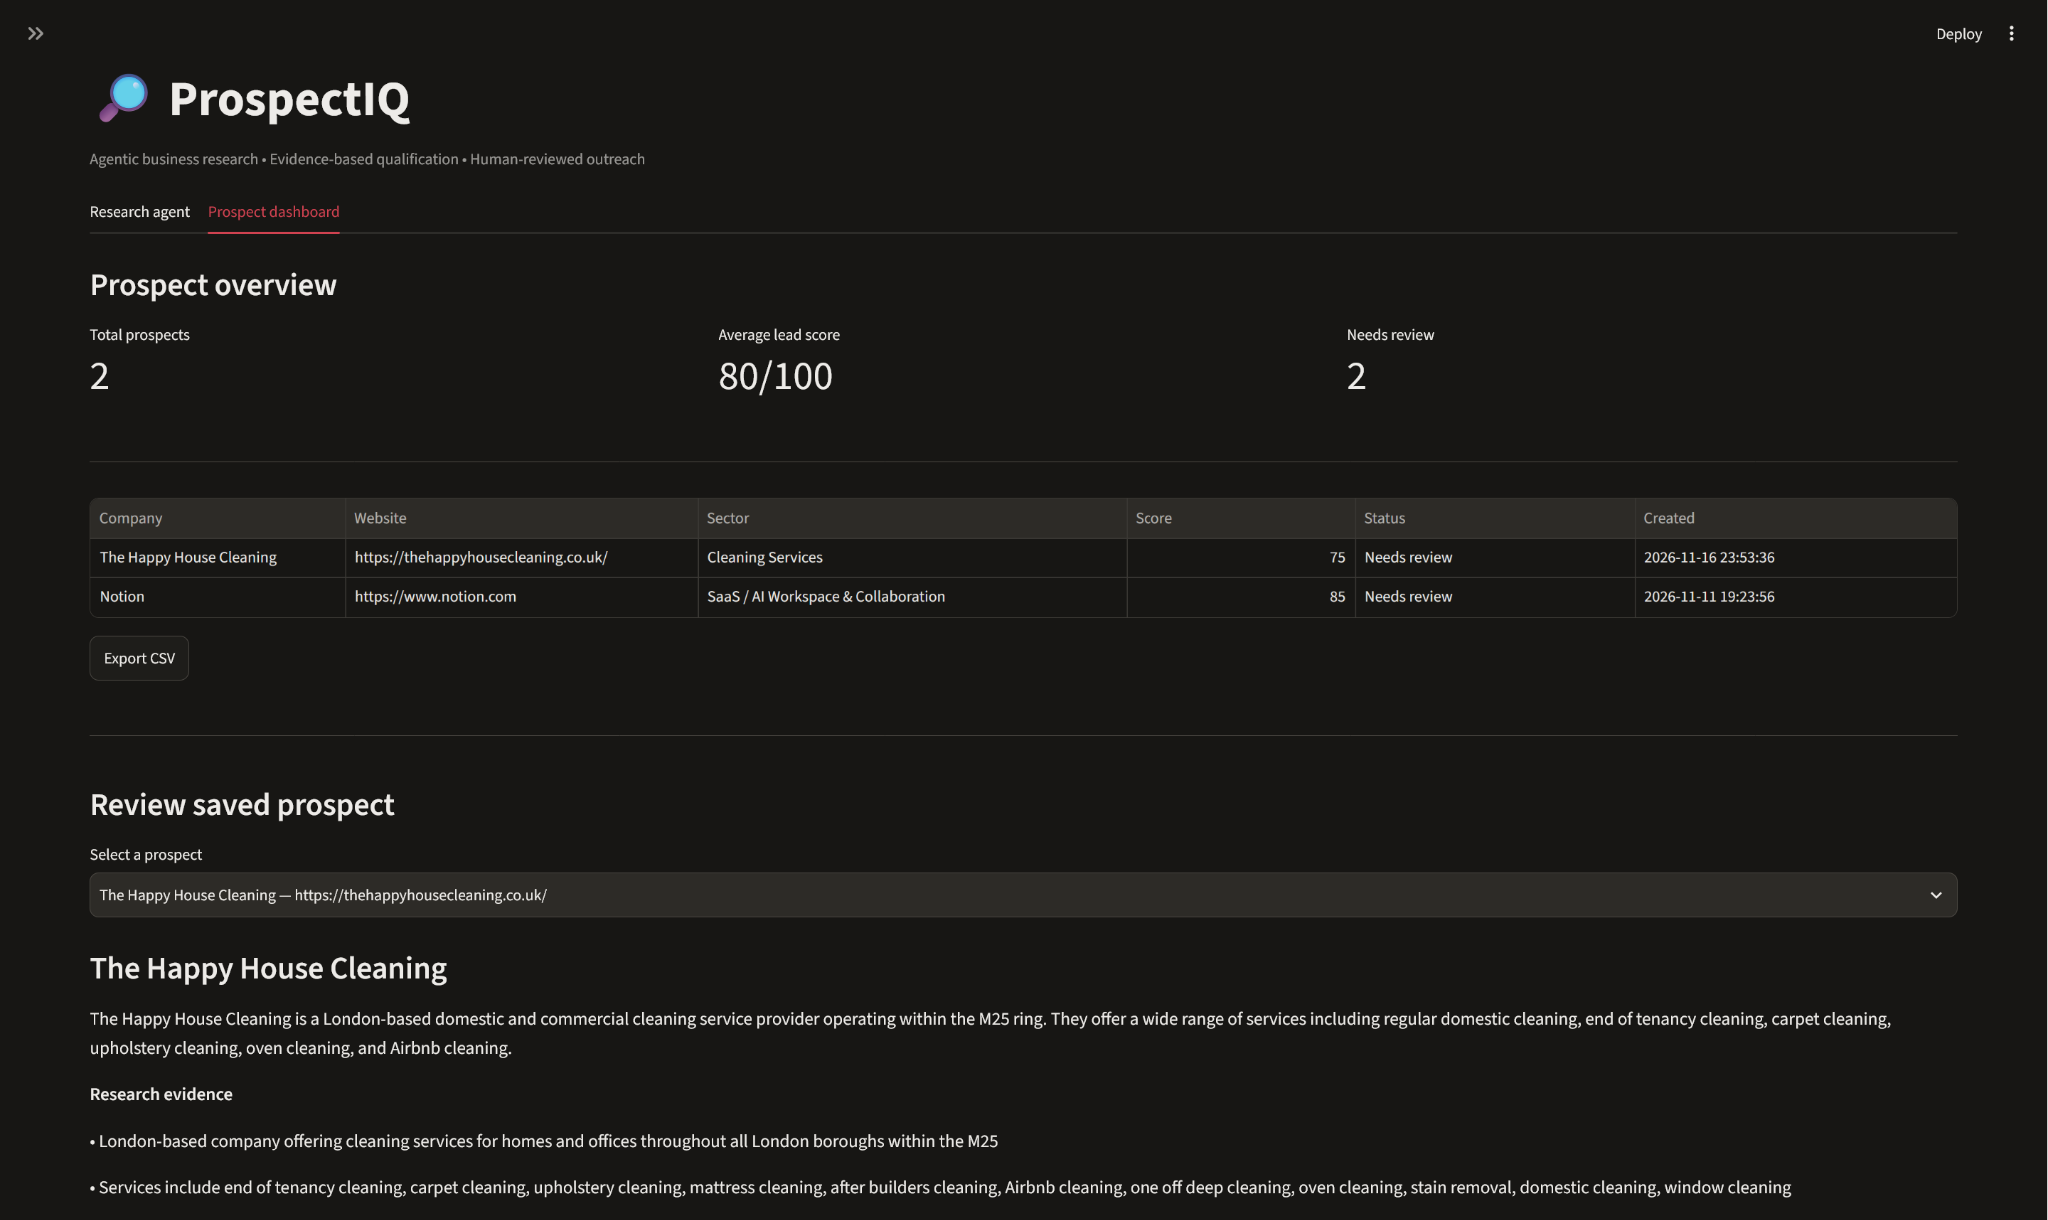 Deploy
ProspectIQ
Agentic business research • Evidence-based qualification • Human-reviewed outreach
Research agent Prospect dashboard
Prospect overview
Total prospects Average lead score Needs review
2 80/100 2
Company Website Sector Score Status Created
The Happy House Cleaning https://thehappyhousecleaning.co.uk/ Cleaning Services 75 Needs review 2026-11-16 23:53:36
Notion https://www.notion.com SaaS / AI Workspace & Collaboration 85 Needs review 2026-11-11 19:23:56
Export CSV
Review saved prospect
Select a prospect
The Happy House Cleaning — https://thehappyhousecleaning.co.uk/
The Happy House Cleaning
The Happy House Cleaning is a London-based domestic and commercial cleaning service provider operating within the M25 ring. They offer a wide range of services including regular domestic cleaning, end of tenancy cleaning, carpet cleaning,
upholstery cleaning, oven cleaning, and Airbnb cleaning.
Research evidence
• London-based company offering cleaning services for homes and offices throughout all London boroughs within the M25
• Services include end of tenancy cleaning, carpet cleaning, upholstery cleaning, mattress cleaning, after builders cleaning, Airbnb cleaning, one off deep cleaning, oven cleaning, stain removal, domestic cleaning, window cleaning